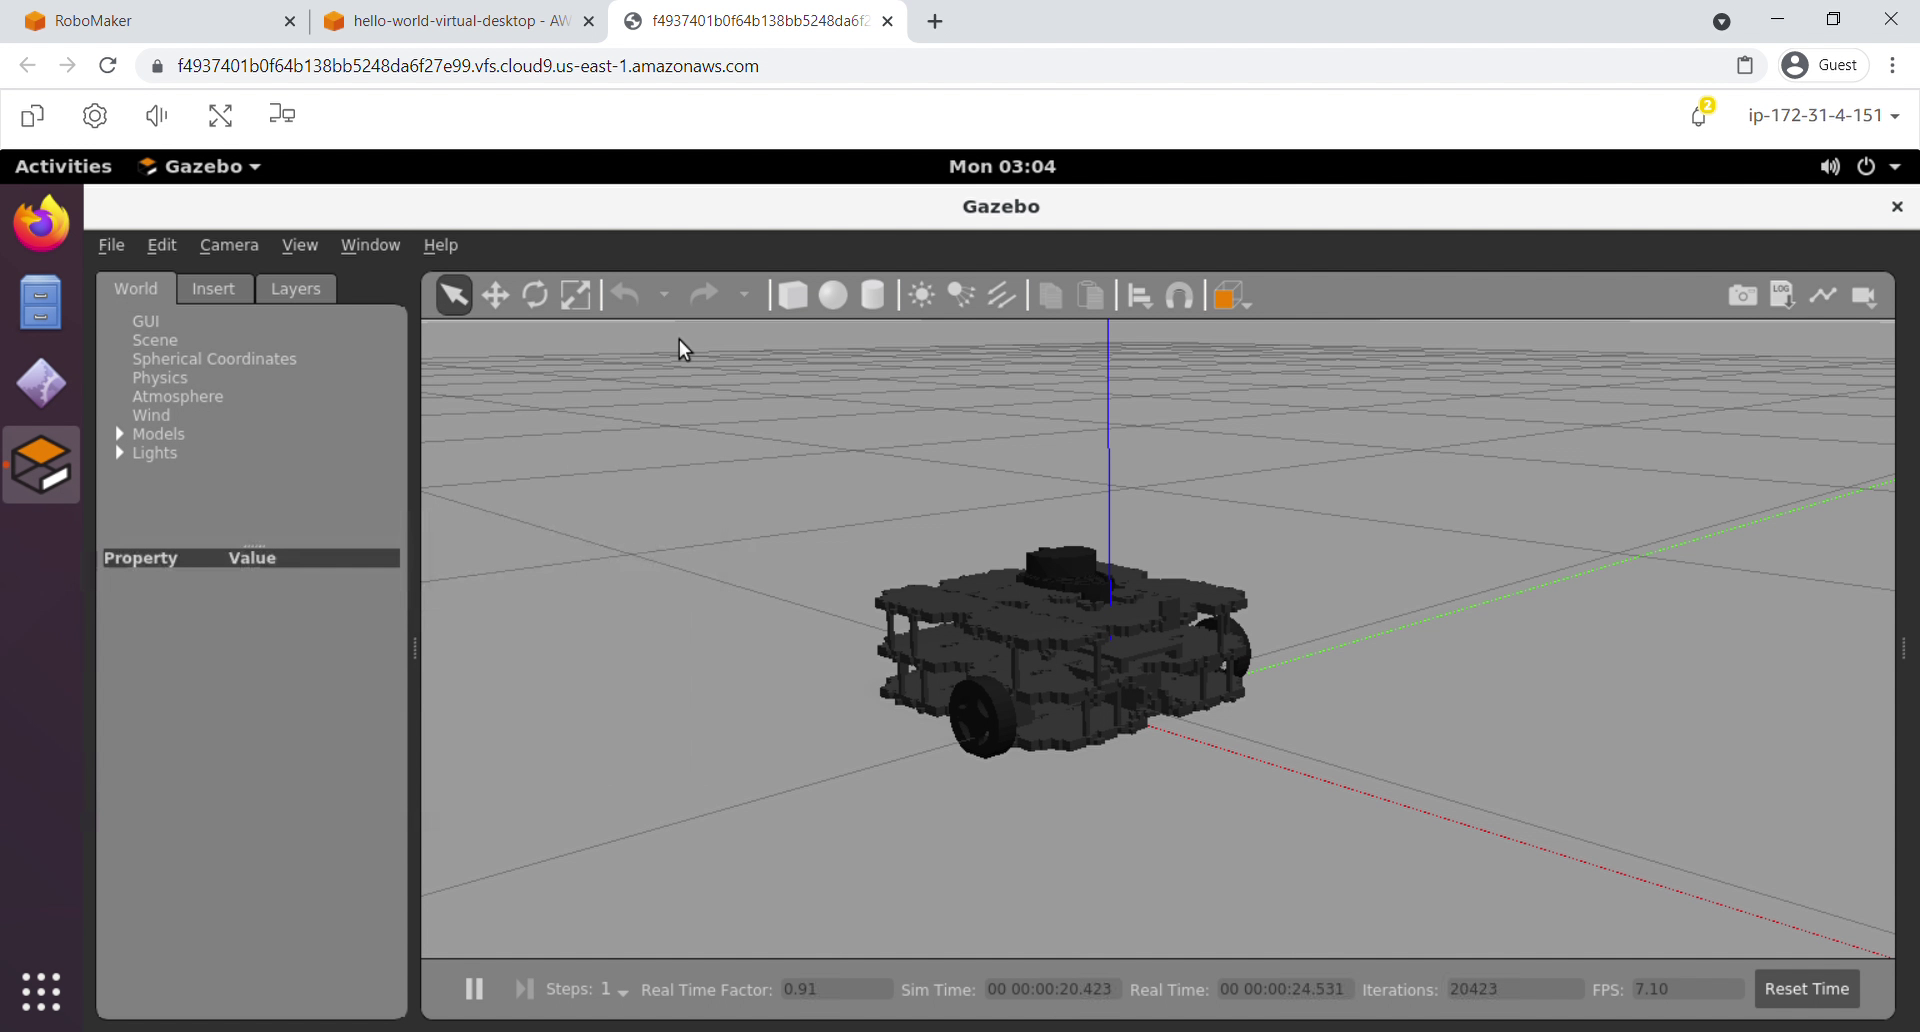 RoboMaker
hello-world-virtual-desktop - AW
f4937401b0f64b138bb5248da6f2
f4937401b0f64b138bb5248da6f27e99.vfs.cloud9.us-east-1.amazonaws.com
Guest
2
ip-172-31-4-151
Activities
Gazebo
Mon 03:04
Gazebo
File Edit Camera View Window Help
World Insert Layers
LOG
GUI
Scene
Spherical Coordinates
Physics
Atmosphere
Wind
Models
Lights
Property Value
Steps: 1 Real Time Factor: 0.91 Sim Time: 00 00:00:20.423 Real Time: 00 00:00:24.531 Iterations: 20423 FPS: 7.10 Reset Time